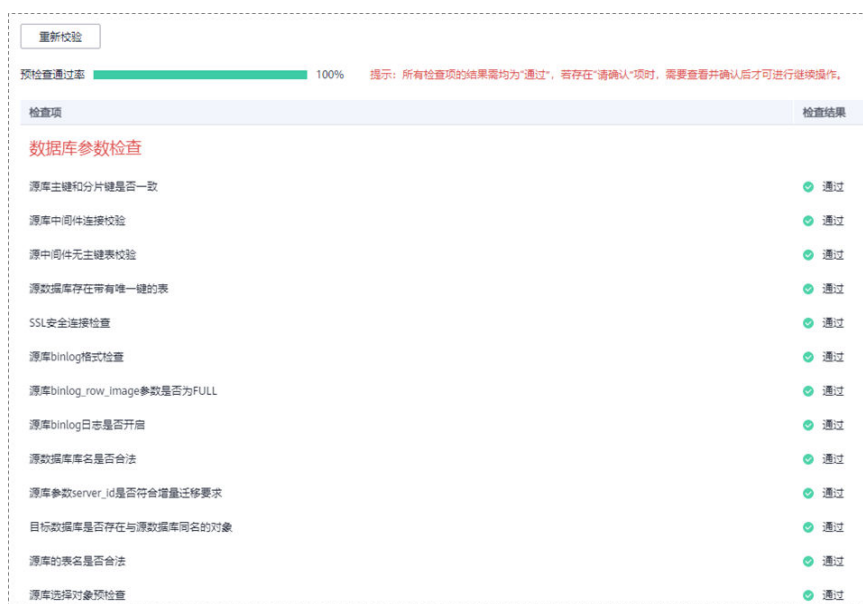 重新校验
预检查通过率 100% 提示：所有检查项的结果需均为"通过"，若存在"请确认"项时，需要查看并确认后才可进行继续操作。
检查项 检查结果
数据库参数检查
源库主键和分片键是否一致 通过
源库中间件连接校验 通过
源中间件无主键表校验 通过
源数据库存在带有唯一键的表 通过
SSL安全连接检查 通过
源库binlog格式检查 通过
源库binlog_row_image参数是否为FULL 通过
源库binlog日志是否开启 通过
源数据库库名是否合法 通过
源库参数server_id是否符合增量迁移要求 通过
目标数据库是否存在与源数据库同名的对象 通过
源库的表名是否合法 通过
源库选择对象预检查 通过